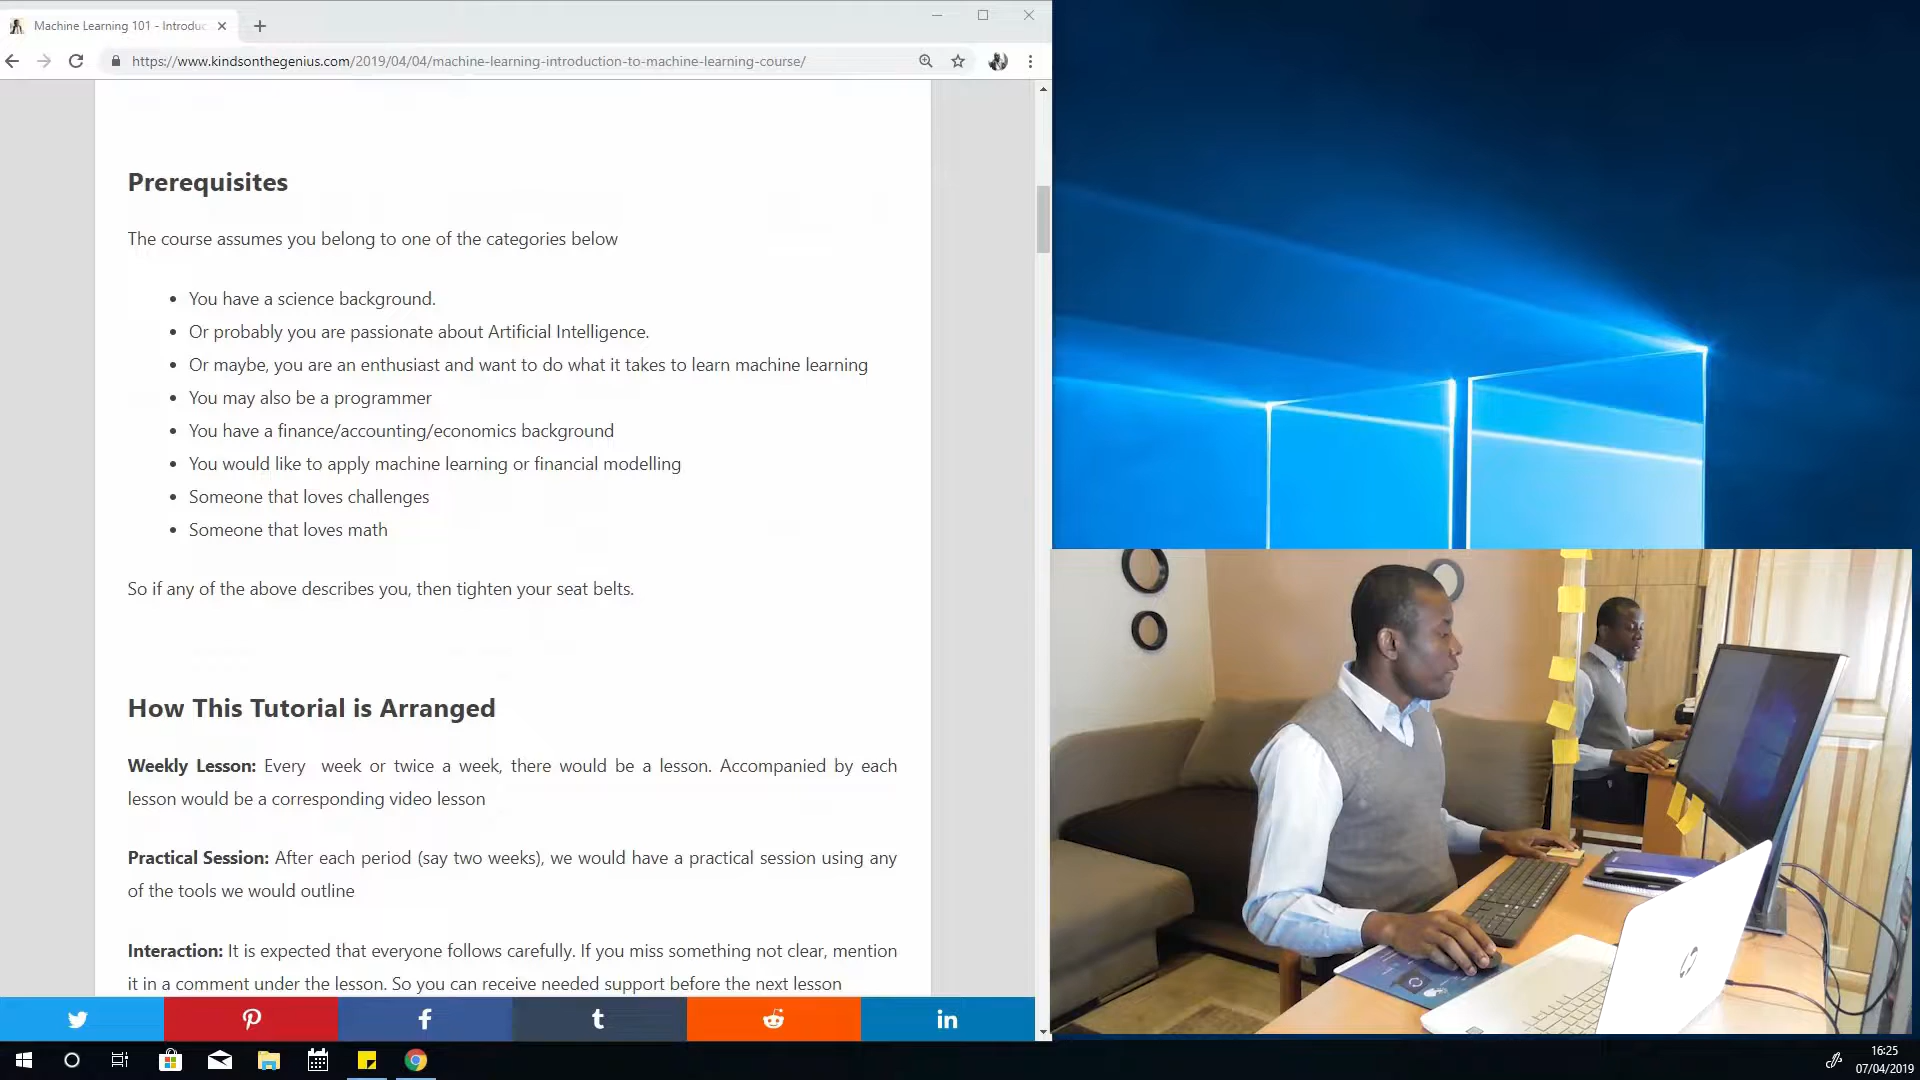 Machine Learning 101 - Introduc
https://www.kindsonthegenius.com/2019/04/04/machine-learning-introduction-to-machine-learning-course/
Prerequisites
The course assumes you belong to one of the categories below
You have a science background.
Or probably you are passionate about Artificial Intelligence.
Or maybe, you are an enthusiast and want to do what it takes to learn machine learning
You may also be a programmer
You have a finance/accounting/economics background
You would like to apply machine learning or financial modelling
Someone that loves challenges
Someone that loves math
So if any of the above describes you, then tighten your seat belts.
How This Tutorial is Arranged
Weekly Lesson: Every week or twice a week, there would be a lesson. Accompanied by each
lesson would be a corresponding video lesson
Practical Session: After each period (say two weeks), we would have a practical session using any
of the tools we would outline
Interaction: It is expected that everyone follows carefully. If you miss something not clear, mention
it in a comment under the lesson. So you can receive needed support before the next lesson
16:25
07/04/2019